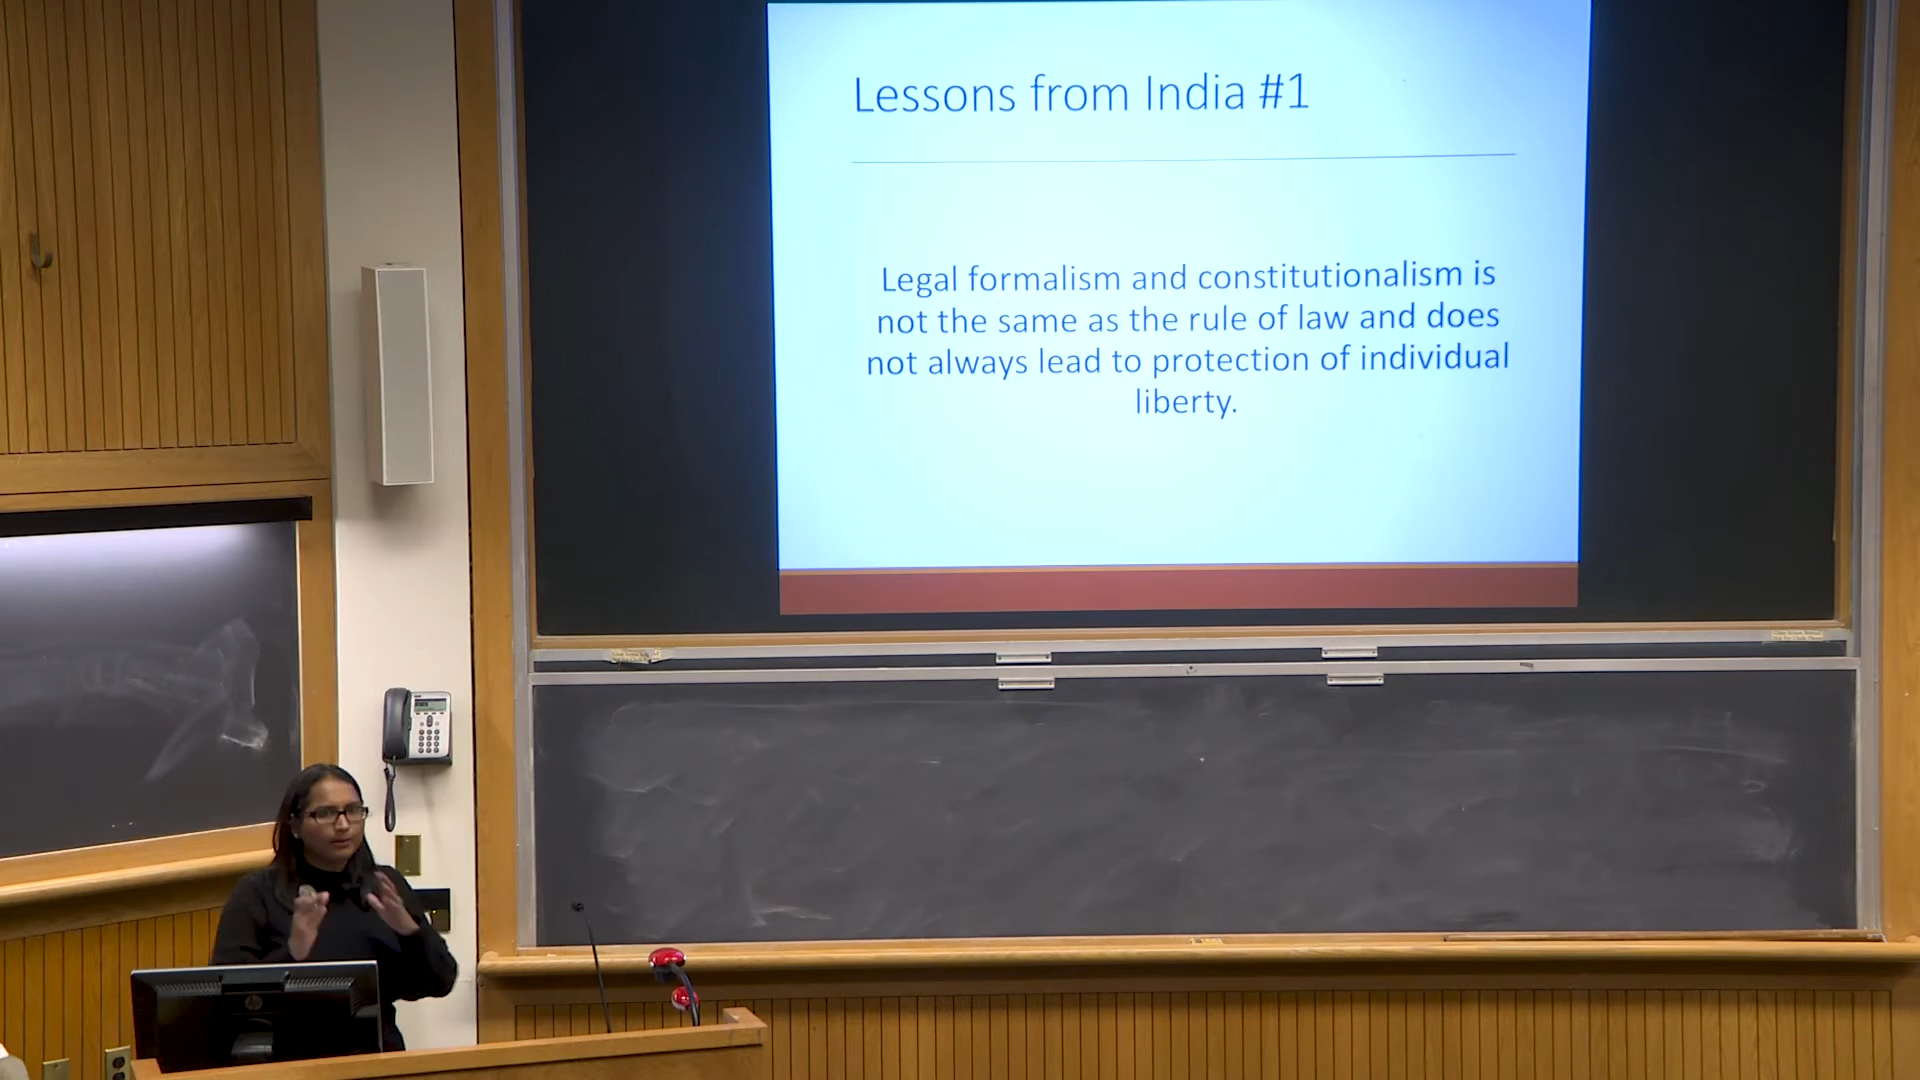 Lessons from India #1
Legal formalism and constitutionalism is
not the same as the rule of law and does
not always lead to protection of individual
liberty.
hp